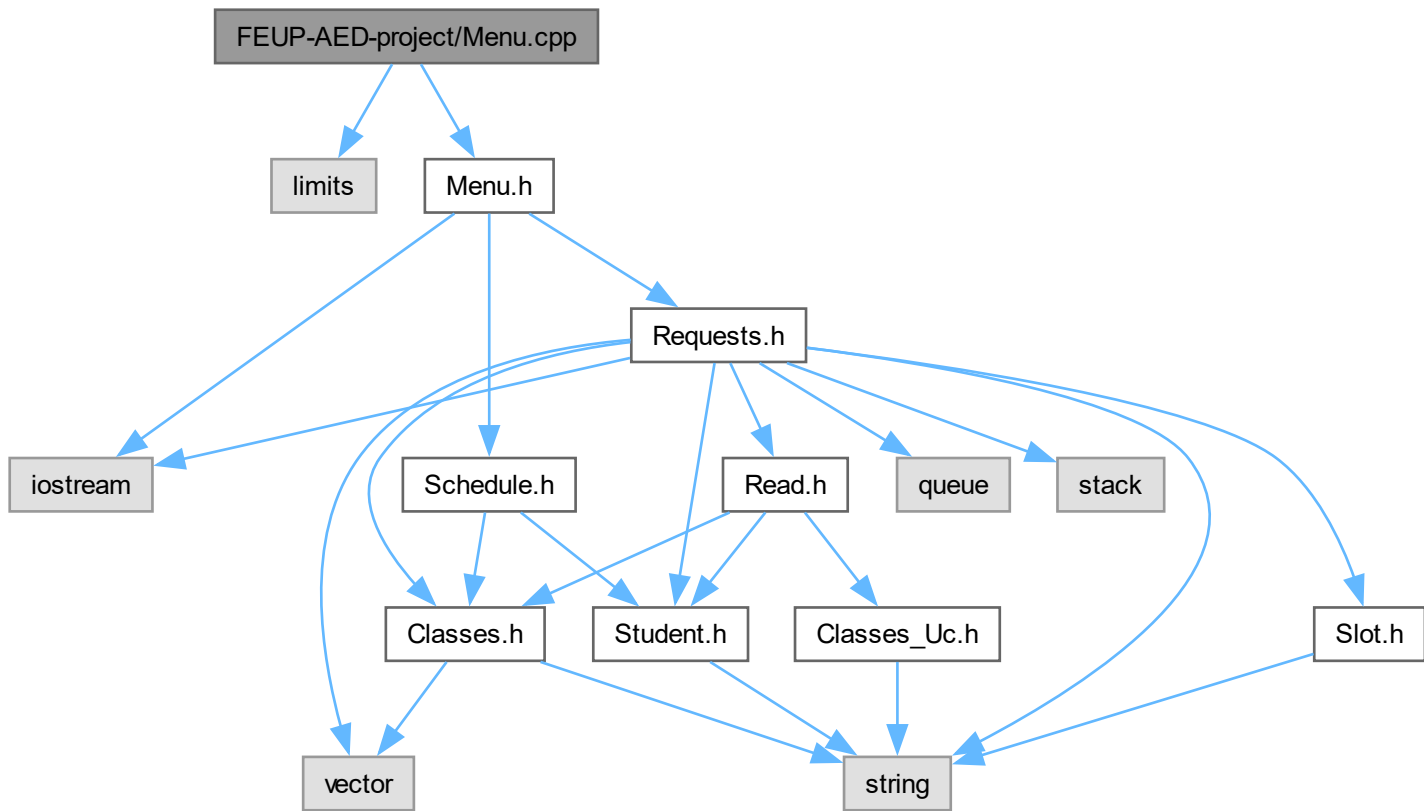 FEUP-AED-project/Menu.cpp
limits
Menu.h
Requests.h
iostream
Schedule.h
Read.h
queue
stack
Classes.h
Student.h
Classes_Uc.h
Slot.h
vector
string